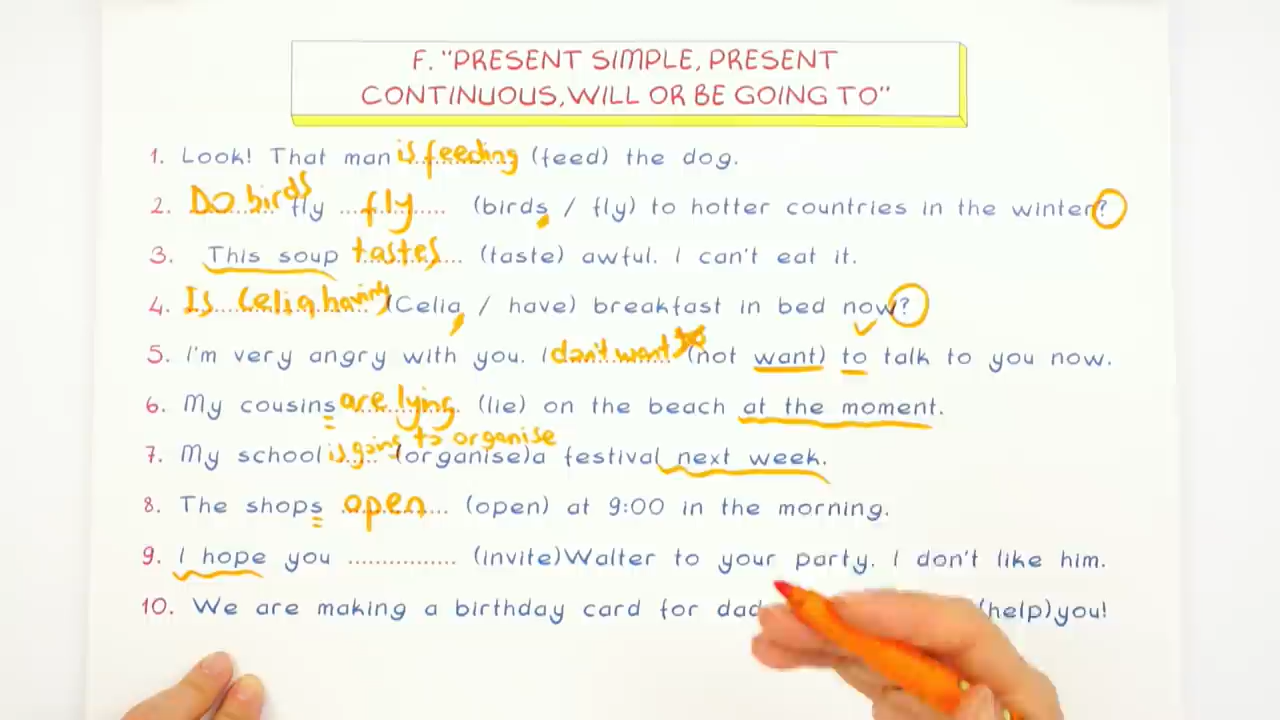 F. "PRESENT SIMPLE, PRESENT
CONTINUOUS, WILL OR BE GOING TO"
1. Look! That man is feeding (feed) the dog.
2. Do birds fly ... fly ..... (birds / fly) to hotter countries in the winter?
3. This soup tastes... (taste) awful. I can't eat it.
4. Is Celia having (Celia / have) breakfast in bed now?
5. I'm very angry with you. I don't want (not want) to talk to you now.
6. My cousins are lying. (lie) on the beach at the moment.
7. My school is going to organise (organise)a festival next week.
8. The shops open... (open) at 9:00 in the morning.
9. I hope you ............... (invite)Walter to your party. I don't like him.
10. We are making a birthday card for dad (help)you!